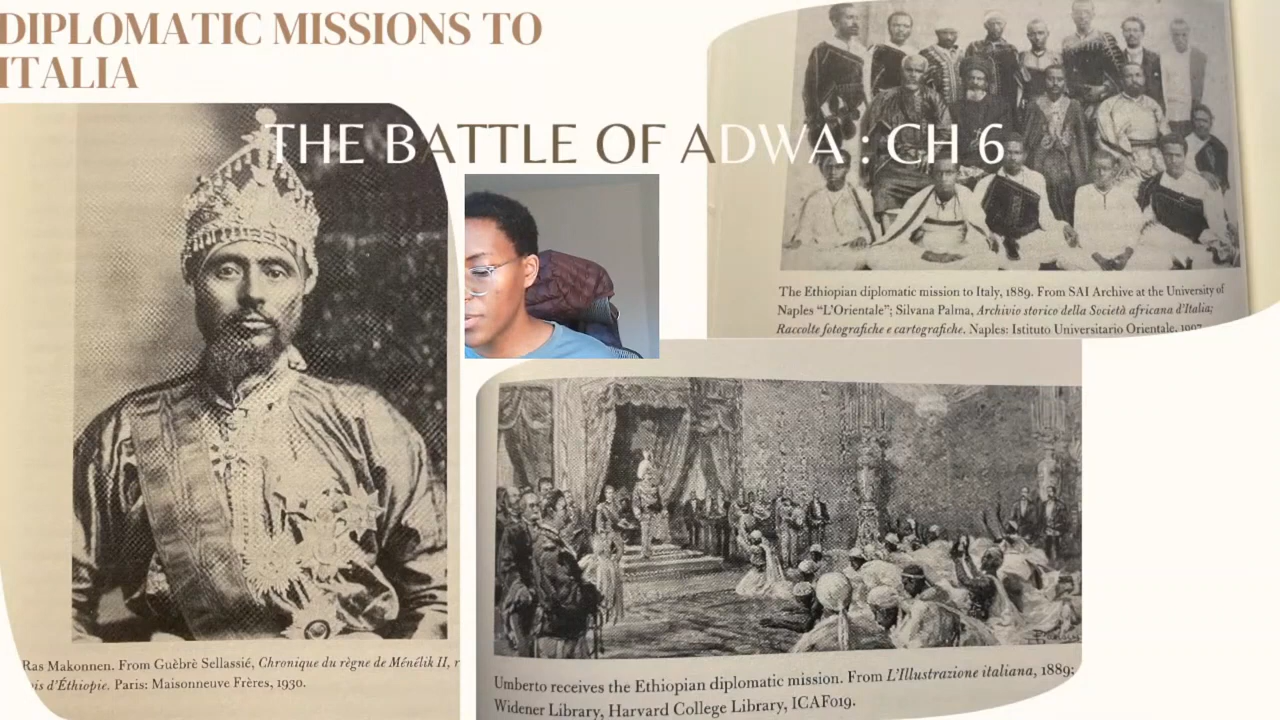 DIPLOMATIC MISSIONS TO
ITALIA
THE BATTLE OF ADWA : CH 6
The Ethiopian diplomatic mission to Italy, 1889. From SAI Archive at the University of
Naples “L’Orientale”; Silvana Palma, Archivio storico della Società africana d’Italia;
Raccolte fotografiche e cartografiche. Naples: Istituto Universitario Orientale, 1997
Ras Makonnen. From Guèbrè Sellassié, Chronique du règne de Ménélik II, r
is d’Éthiopie. Paris: Maisonneuve Frères, 1930.
Umberto receives the Ethiopian diplomatic mission. From L’Illustrazione italiana, 1889;
Widener Library, Harvard College Library, ICAF019.